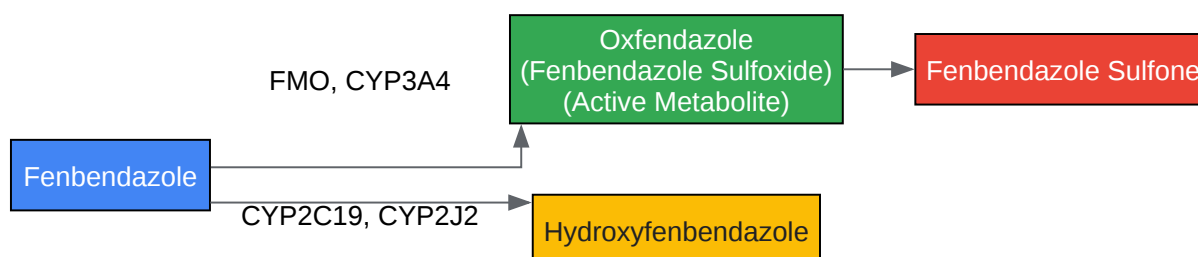 Oxfendazole
(Fenbendazole Sulfoxide)
(Active Metabolite)
Fenbendazole Sulfone
FMO, CYP3A4
Fenbendazole
CYP2C19, CYP2J2
Hydroxyfenbendazole